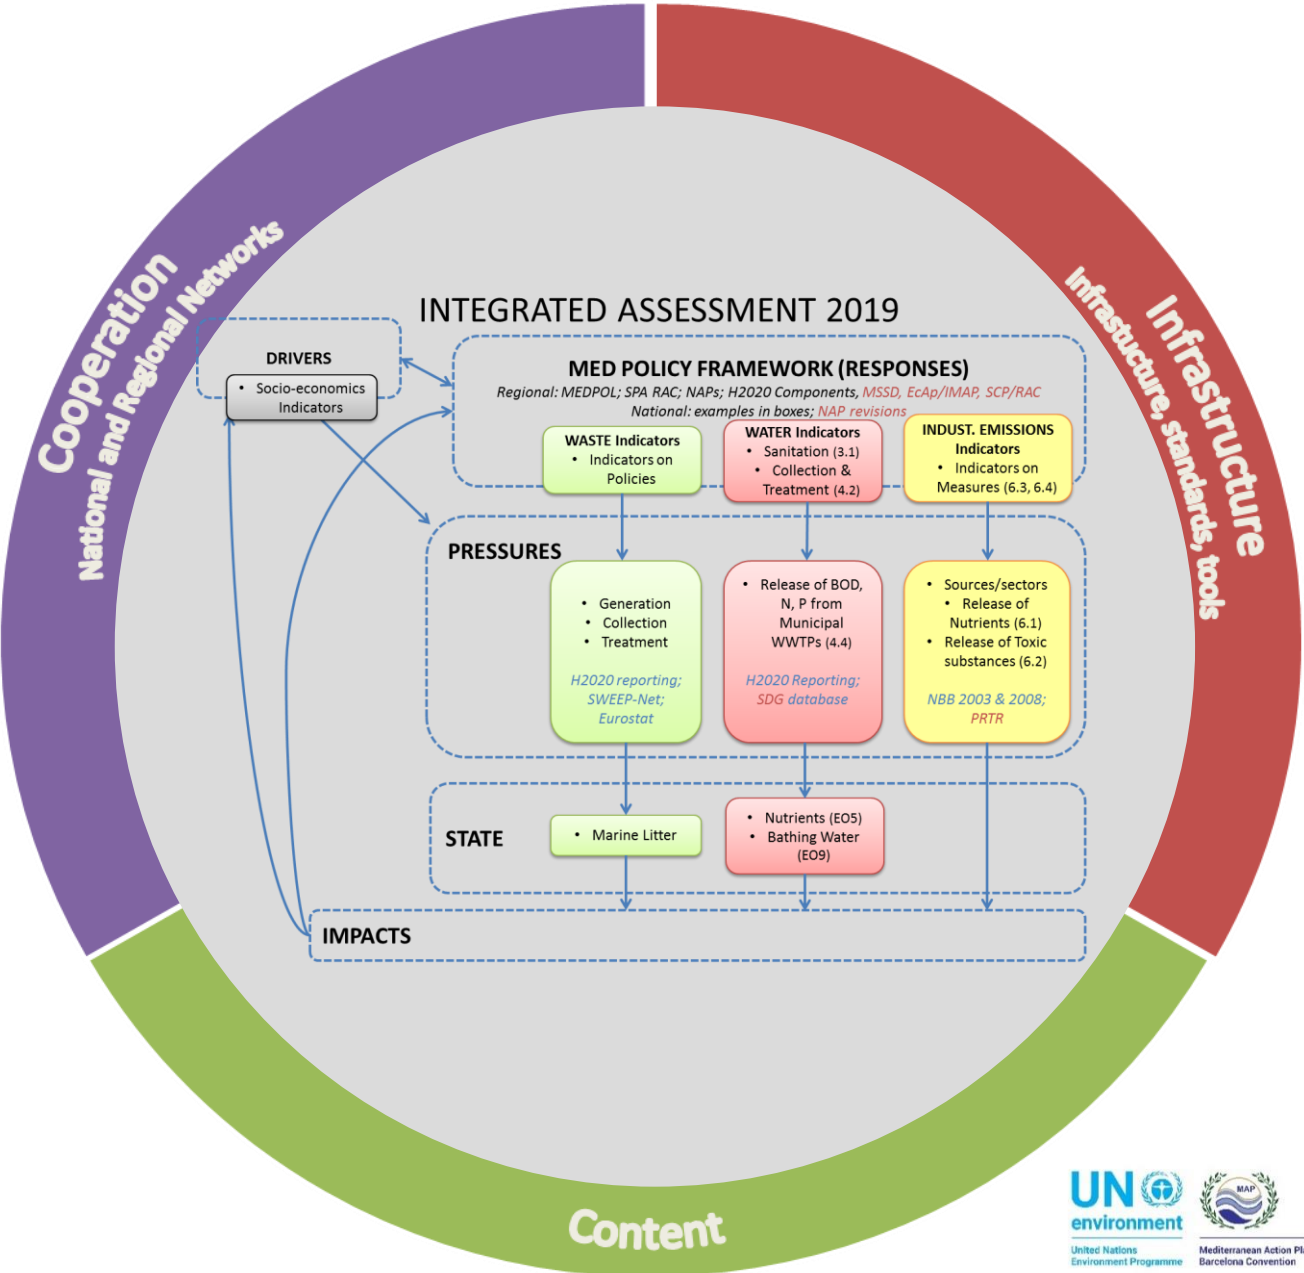 Cooperation
National and Regional Networks
Infrastructure
Infrastucture, standards, tools
INTEGRATED ASSESSMENT 2019
DRIVERS
• Socio-economics
Indicators
MED POLICY FRAMEWORK (RESPONSES)
Regional: MEDPOL; SPA RAC; NAPs; H2020 Components, MSSD, EcAp/IMAP, SCP/RAC
National: examples in boxes; NAP revisions
WASTE Indicators
• Indicators on
Policies
WATER Indicators
• Sanitation (3.1)
• Collection &
Treatment (4.2)
INDUST. EMISSIONS
Indicators
• Indicators on
Measures (6.3, 6.4)
PRESSURES
• Generation
• Collection
• Treatment
H2020 reporting;
SWEEP-Net;
Eurostat
• Release of BOD,
N, P from
Municipal
WWTPs (4.4)
H2020 Reporting;
SDG database
• Sources/sectors
• Release of
Nutrients (6.1)
• Release of Toxic
substances (6.2)
NBB 2003 & 2008;
PRTR
STATE
• Marine Litter
• Nutrients (EO5)
• Bathing Water
(EO9)
IMPACTS
Content
UN
environment
United Nations
Environment Programme
MAP
Mediterranean Action Pla
Barcelona Convention